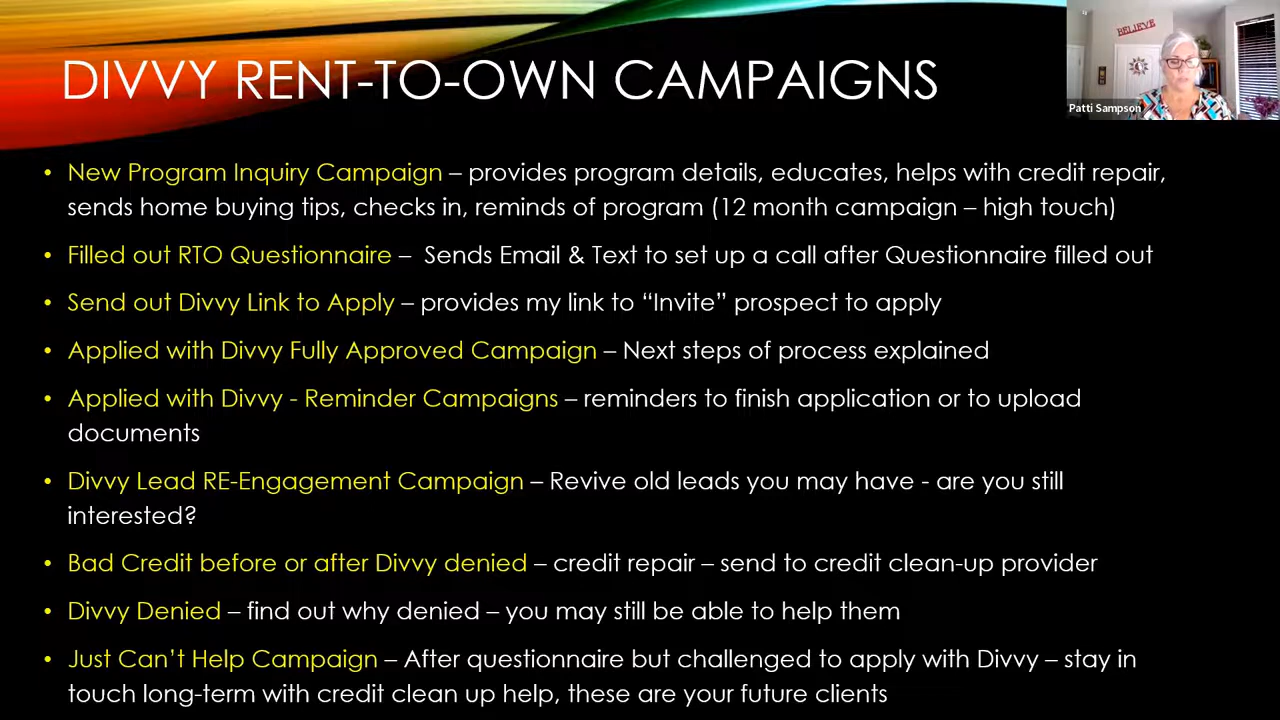 DIVVY RENT-TO-OWN CAMPAIGNS
BELIEVE
Patti Sampson
• New Program Inquiry Campaign – provides program details, educates, helps with credit repair,
sends home buying tips, checks in, reminds of program (12 month campaign – high touch)
• Filled out RTO Questionnaire – Sends Email & Text to set up a call after Questionnaire filled out
• Send out Divvy Link to Apply – provides my link to “Invite” prospect to apply
• Applied with Divvy Fully Approved Campaign – Next steps of process explained
• Applied with Divvy - Reminder Campaigns – reminders to finish application or to upload
documents
• Divvy Lead RE-Engagement Campaign – Revive old leads you may have - are you still
interested?
• Bad Credit before or after Divvy denied – credit repair – send to credit clean-up provider
• Divvy Denied – find out why denied – you may still be able to help them
• Just Can’t Help Campaign – After questionnaire but challenged to apply with Divvy – stay in
touch long-term with credit clean up help, these are your future clients